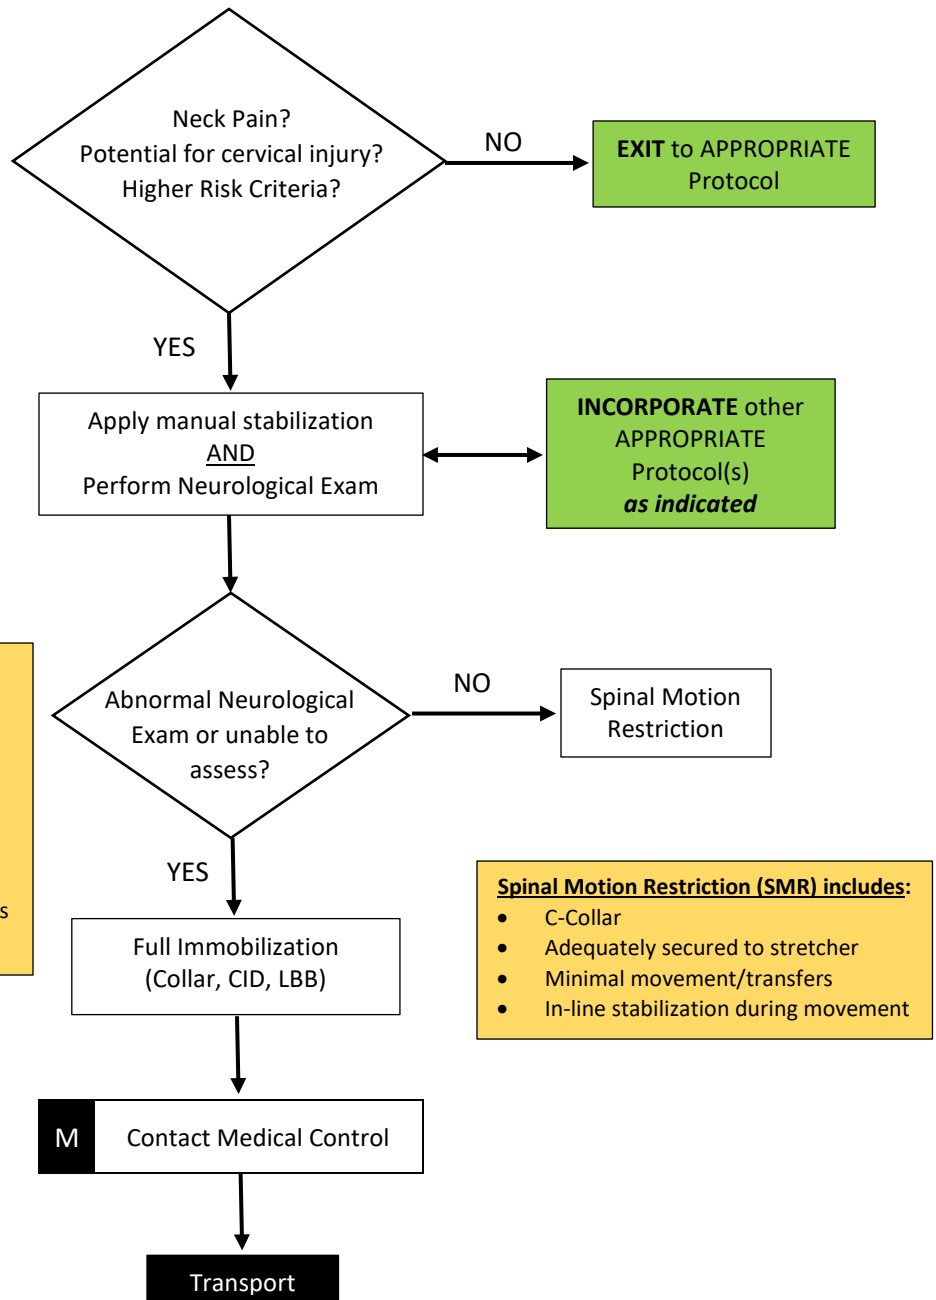 Neck Pain?
Potential for cervical injury?
Higher Risk Criteria?
NO
EXIT to APPROPRIATE
Protocol
YES
Apply manual stabilization
AND
Perform Neurological Exam
INCORPORATE other
APPROPRIATE
Protocol(s)
as indicated
Abnormal Neurological
Exam or unable to
assess?
NO
Spinal Motion
Restriction
YES
s
Full Immobilization
(Collar, CID, LBB)
Spinal Motion Restriction (SMR) includes:
• C-Collar
• Adequately secured to stretcher
• Minimal movement/transfers
• In-line stabilization during movement
M Contact Medical Control
Transport